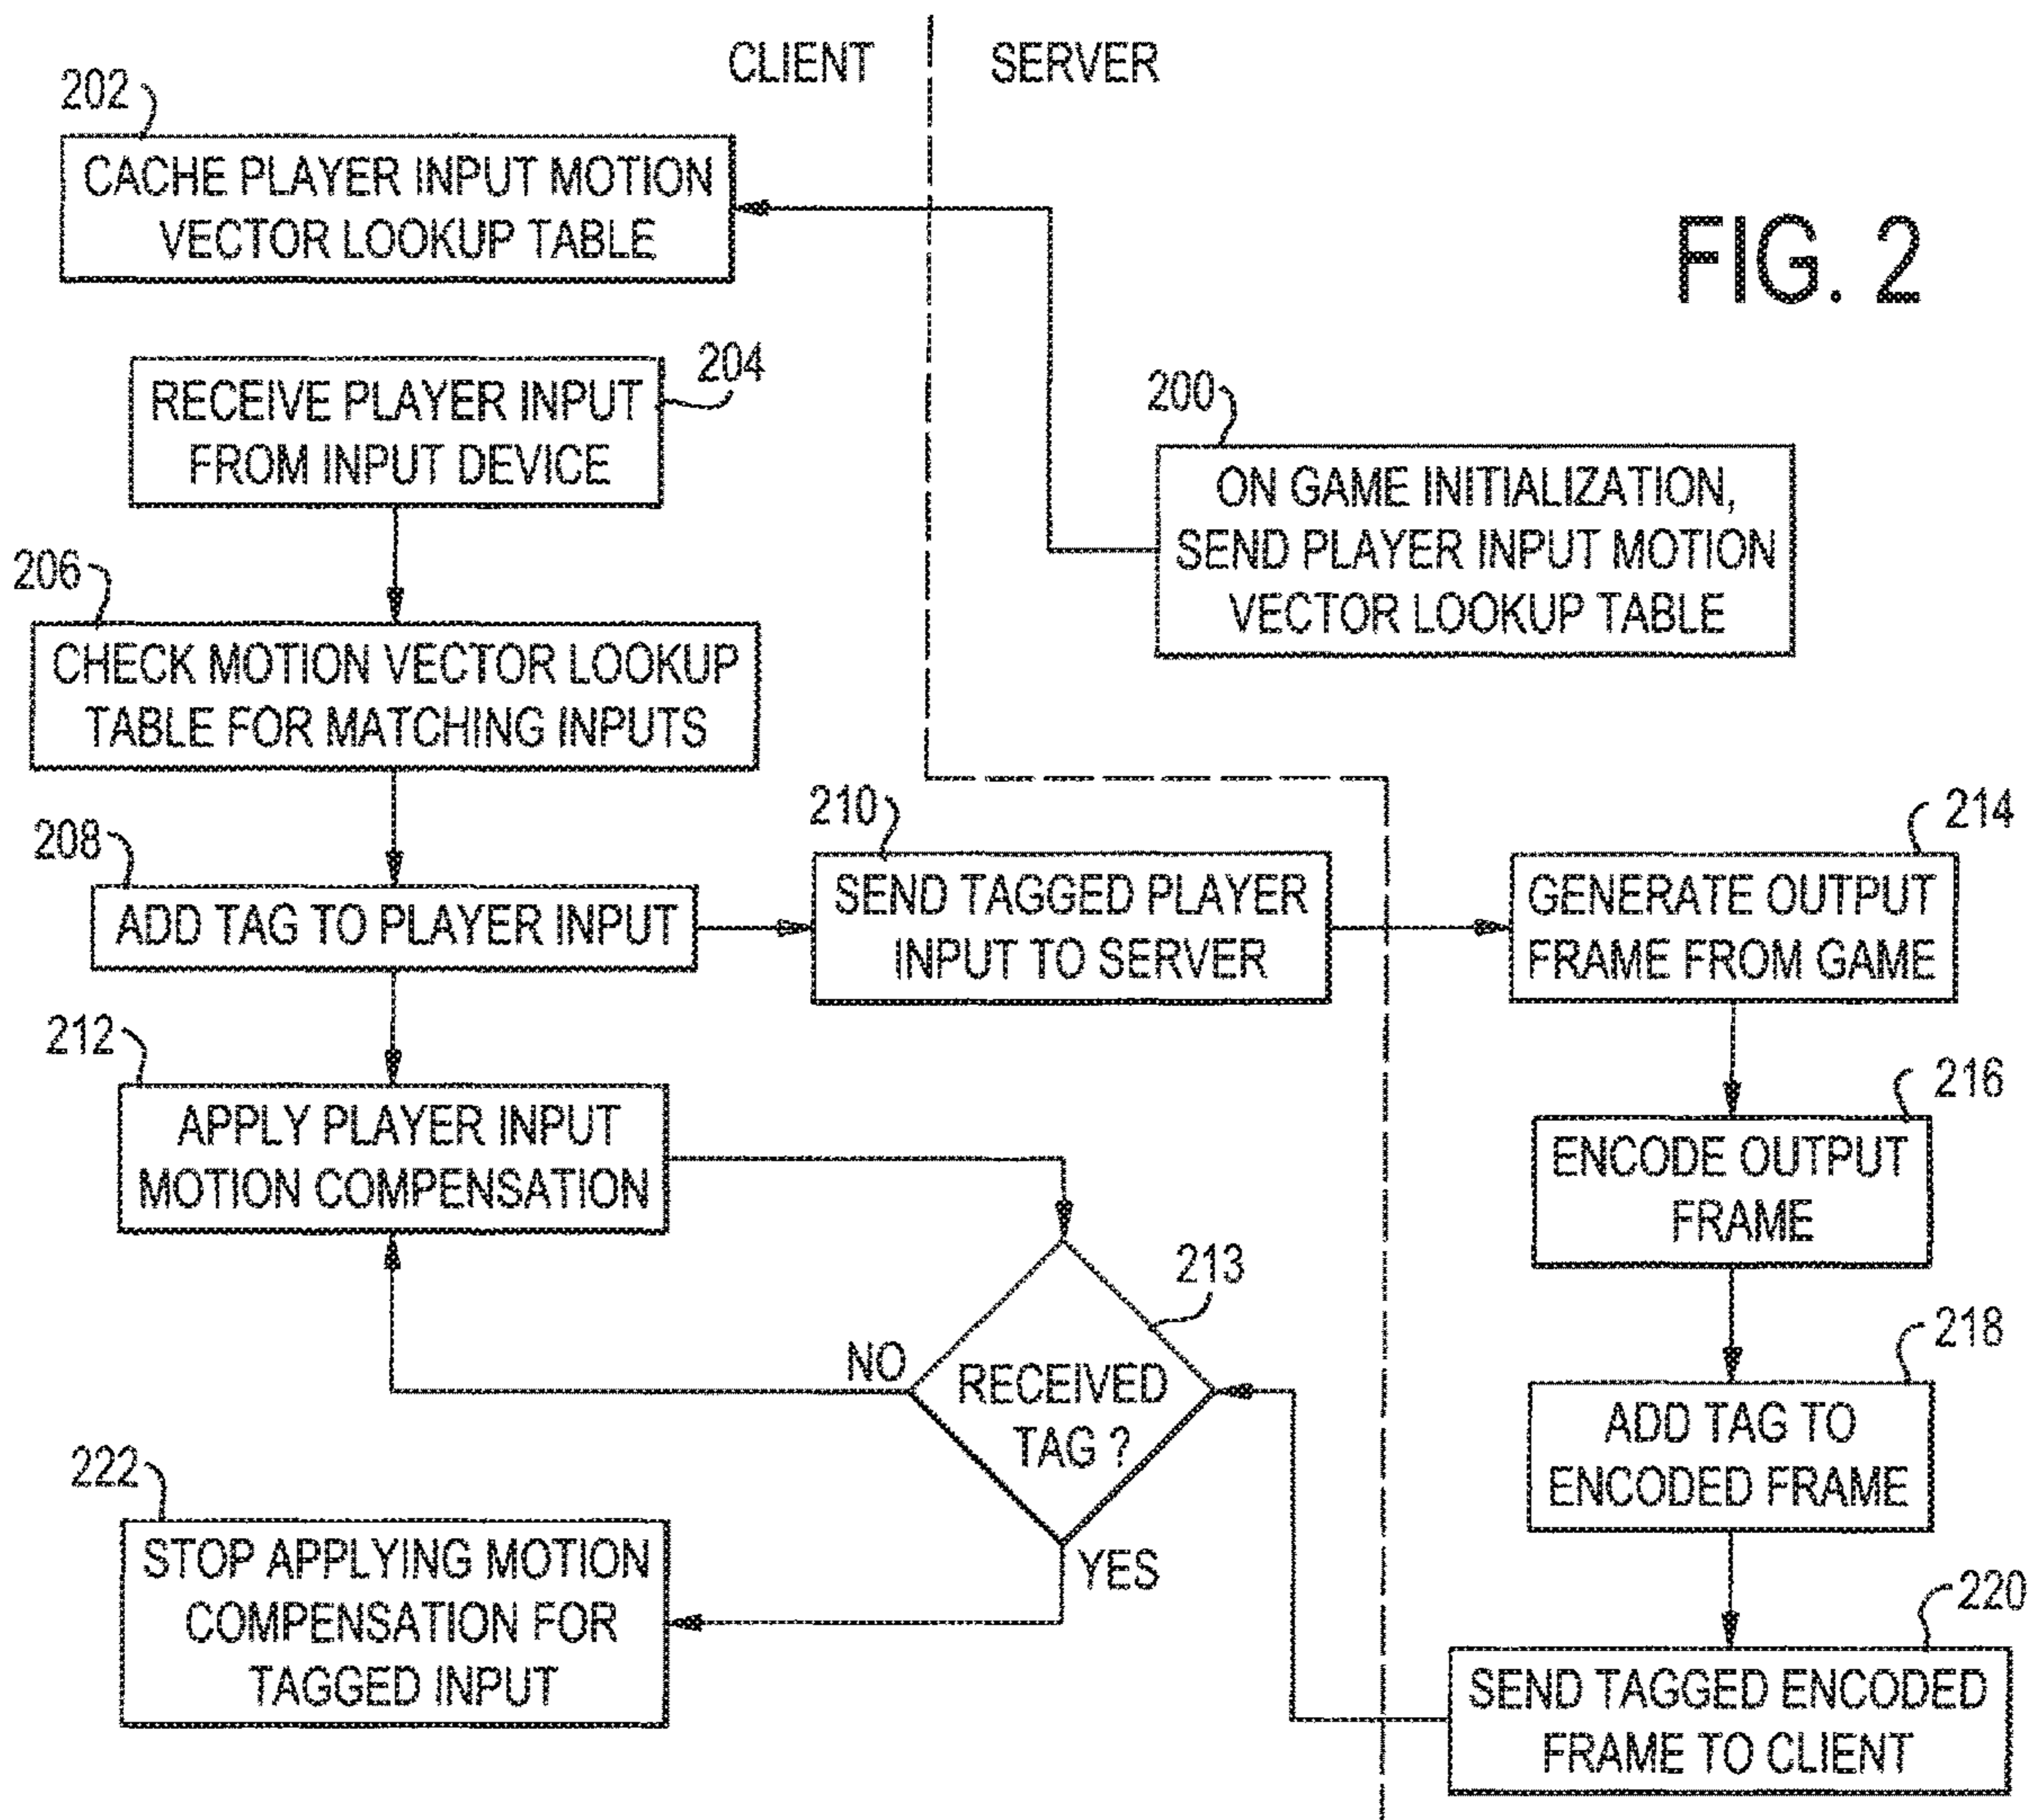 CLIENT
SERVER
FIG. 2
202
CACHE PLAYER INPUT MOTION
VECTOR LOOKUP TABLE
204
RECEIVE PLAYER INPUT
FROM INPUT DEVICE
200
ON GAME INITIALIZATION,
SEND PLAYER INPUT MOTION
VECTOR LOOKUP TABLE
206
CHECK MOTION VECTOR LOOKUP
TABLE FOR MATCHING INPUTS
208
ADD TAG TO PLAYER INPUT
210
SEND TAGGED PLAYER
INPUT TO SERVER
214
GENERATE OUTPUT
FRAME FROM GAME
212
APPLY PLAYER INPUT
MOTION COMPENSATION
216
ENCODE OUTPUT
FRAME
213
RECEIVED
TAG ?
NO
YES
218
ADD TAG TO
ENCODED FRAME
222
STOP APPLYING MOTION
COMPENSATION FOR
TAGGED INPUT
220
SEND TAGGED ENCODED
FRAME TO CLIENT